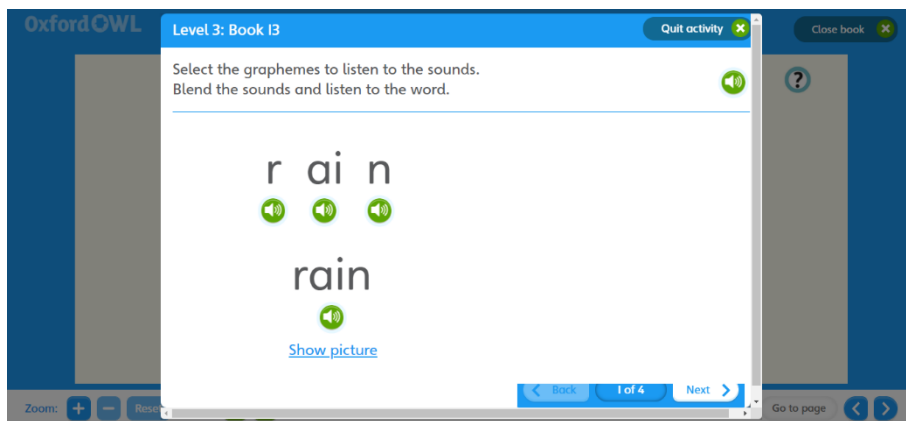 Oxford OWL
Level 3: Book 13
Quit activity
Close book
Select the graphemes to listen to the sounds.
Blend the sounds and listen to the word.
?
r ai n
rain
Show picture
Back
1 of 4
Next
Zoom:
Rese
Go to page